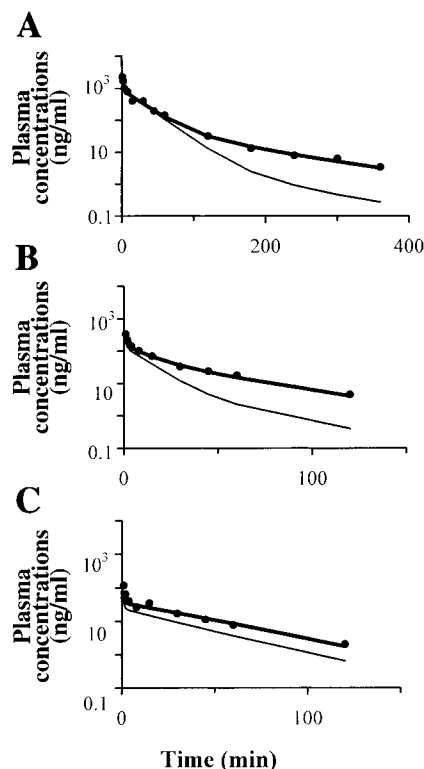 A
Plasma
concentrations
(ng/ml)
10³
10
0.1
0 200 400
B
Plasma
concentrations
(ng/ml)
10³
10
0.1
0 100
C
Plasma
concentrations
(ng/ml)
10³
10
0.1
0 100
Time (min)